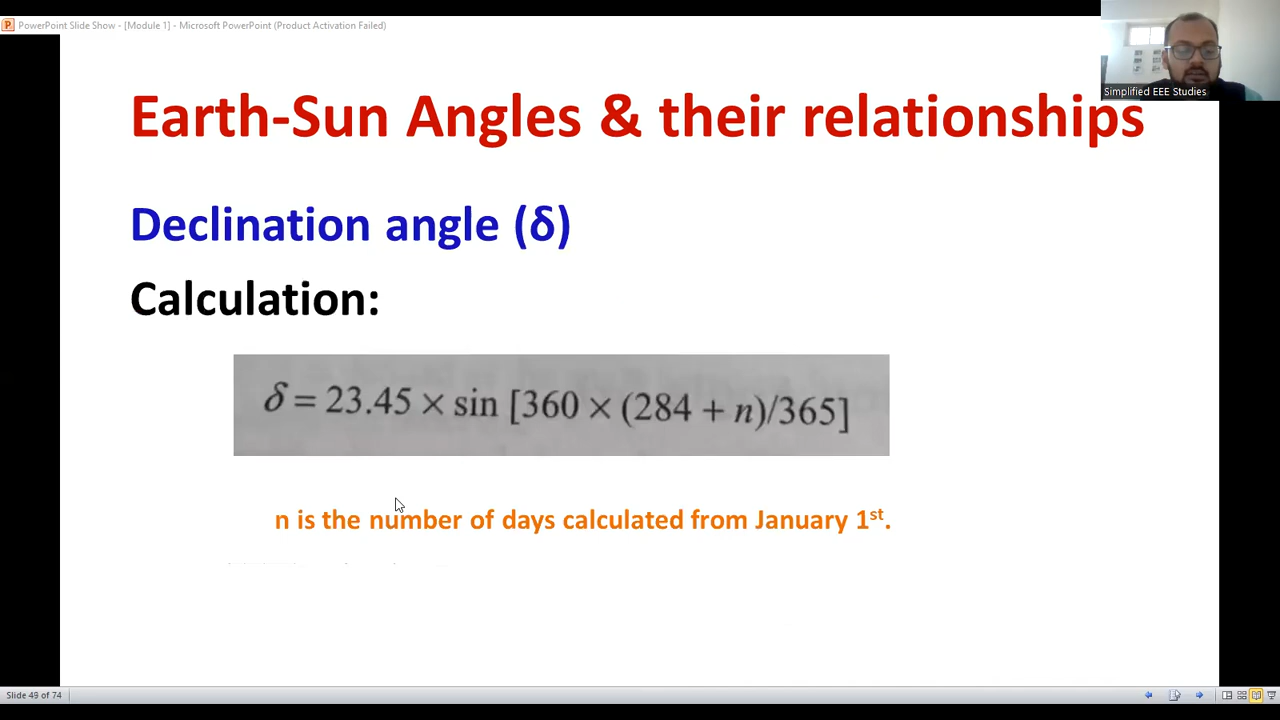 PowerPoint Slide Show - [Module 1] - Microsoft PowerPoint (Product Activation Failed)
Simplified EEE Studies
Earth-Sun Angles & their relationships
Declination angle (δ)
Calculation:
δ = 23.45 × sin [360 × (284 + n)/365]
n is the number of days calculated from January 1st.
Slide 49 of 74